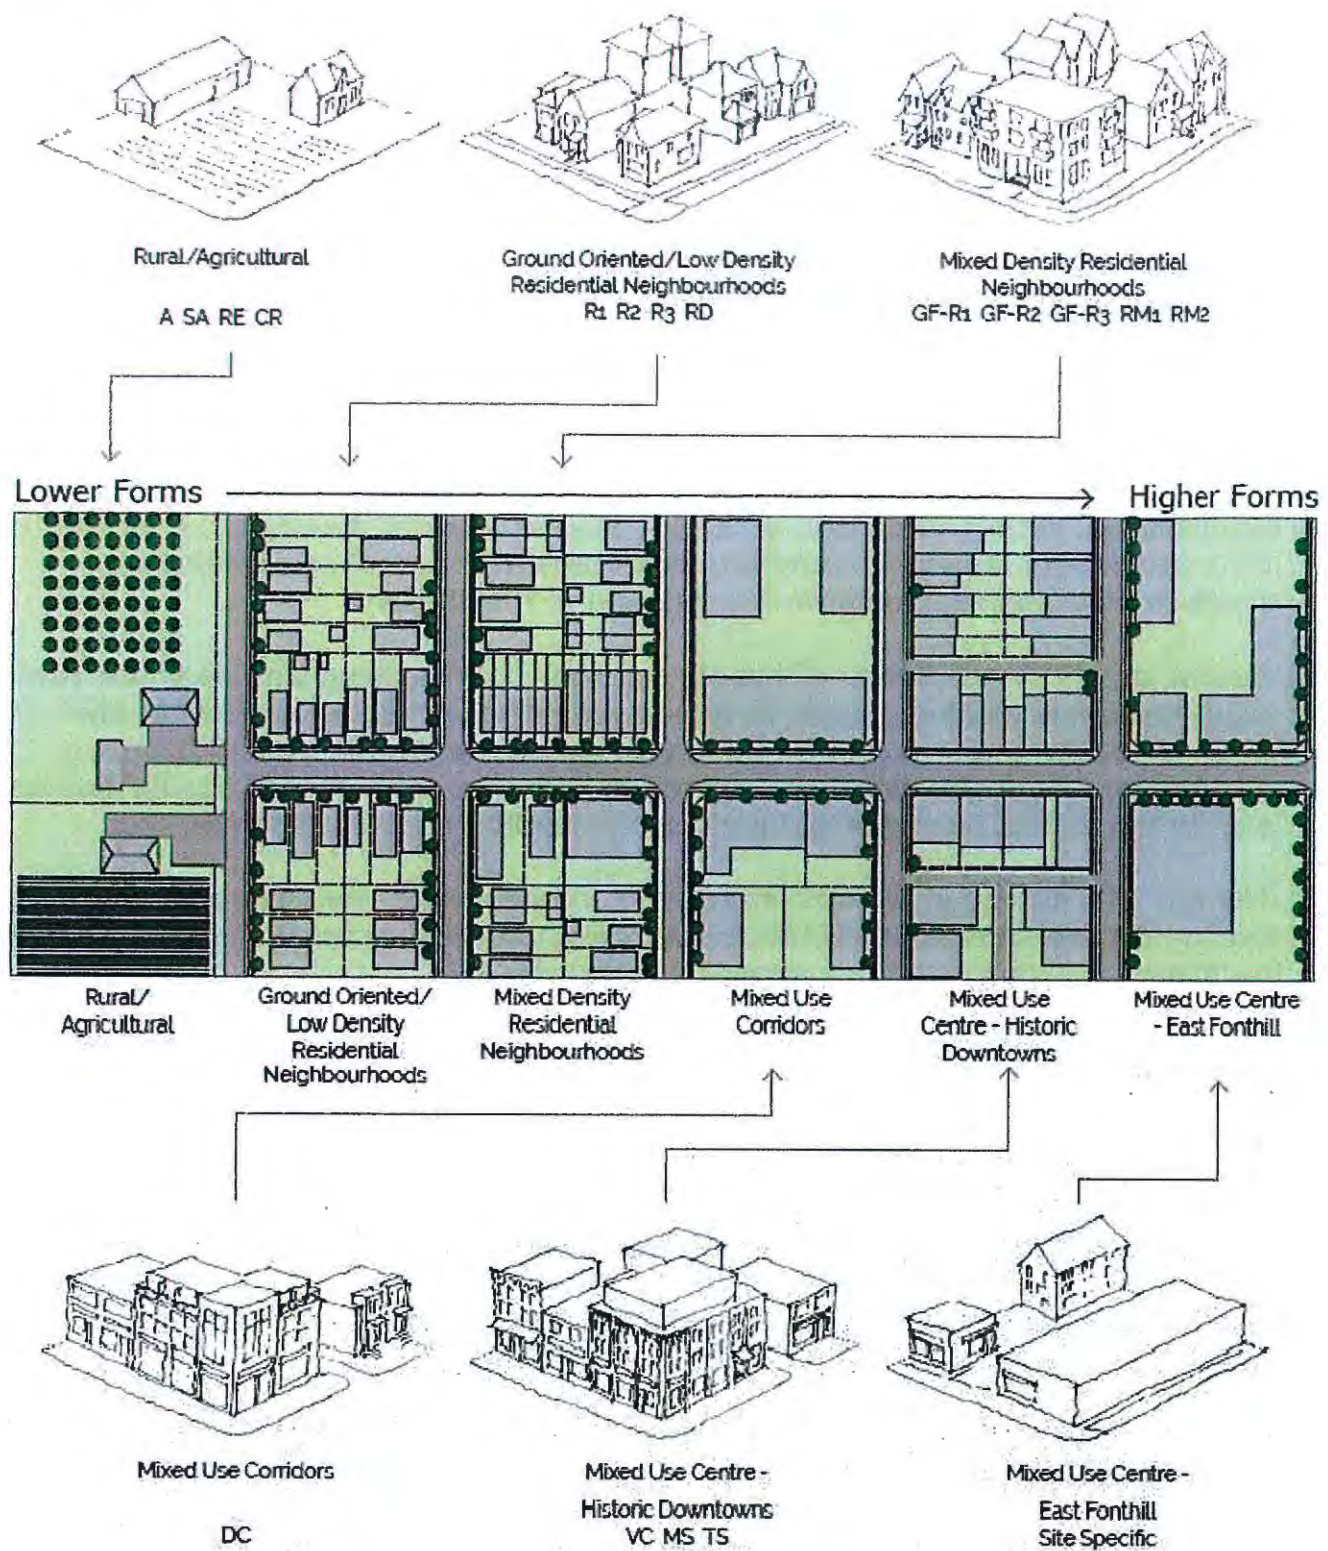 Rural/Agricultural
A SA RE CR
Ground Oriented/Low Density
Residential Neighbourhoods
R1 R2 R3 RD
Mixed Density Residential
Neighbourhoods
GF-R1 GF-R2 GF-R3 RM1 RM2
Lower Forms
Higher Forms
Rural/
Agricultural
Ground Oriented/
Low Density
Residential
Neighbourhoods
Mixed Density
Residential
Neighbourhoods
Mixed Use
Corridors
Mixed Use
Centre - Historic
Downtowns
Mixed Use Centre
- East Fonthill
Mixed Use Corridors
DC
Mixed Use Centre -
Historic Downtowns
VC MS TS
Mixed Use Centre -
East Fonthill
Site Specific